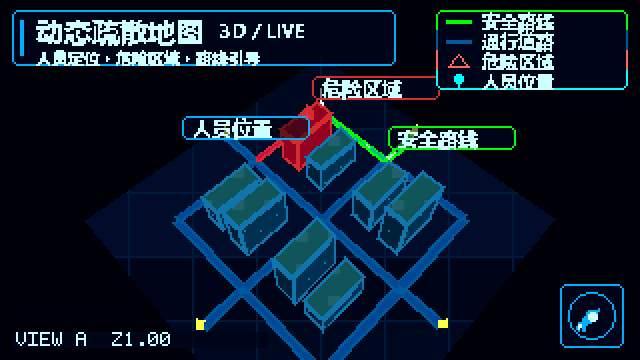 动态疏散地图 3D/LIVE
人员定位·危险区域·路线引导
安全路线
通行道路
危险区域
人员位置
危险区域
人员位置
安全路线
VIEW A Z1.00